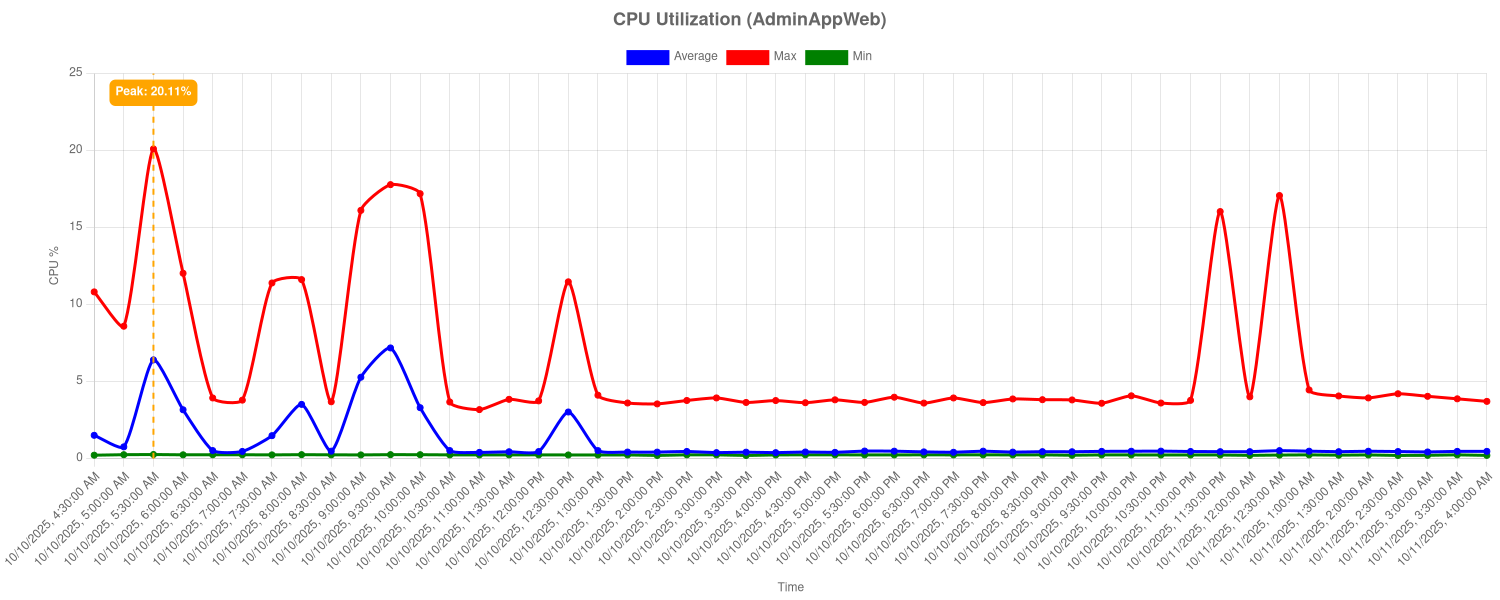 CPU Utilization (AdminAppWeb)
Average Max Min
25
Peak: 20.11%
20
15
CPU %
10
5
0
10/10/2025, 4:30:00 AM
10/10/2025, 5:00:00 AM
10/10/2025, 5:30:00 AM
10/10/2025, 6:00:00 AM
10/10/2025, 6:30:00 AM
10/10/2025, 7:00:00 AM
10/10/2025, 7:30:00 AM
10/10/2025, 8:00:00 AM
10/10/2025, 8:30:00 AM
10/10/2025, 9:00:00 AM
10/10/2025, 9:30:00 AM
10/10/2025, 10:00:00 AM
10/10/2025, 10:30:00 AM
10/10/2025, 11:00:00 AM
10/10/2025, 11:30:00 AM
10/10/2025, 12:00:00 PM
10/10/2025, 12:30:00 PM
10/10/2025, 1:00:00 PM
10/10/2025, 1:30:00 PM
10/10/2025, 2:00:00 PM
10/10/2025, 2:30:00 PM
10/10/2025, 3:00:00 PM
10/10/2025, 3:30:00 PM
10/10/2025, 4:00:00 PM
10/10/2025, 4:30:00 PM
10/10/2025, 5:00:00 PM
10/10/2025, 5:30:00 PM
10/10/2025, 6:00:00 PM
10/10/2025, 6:30:00 PM
10/10/2025, 7:00:00 PM
10/10/2025, 7:30:00 PM
10/10/2025, 8:00:00 PM
10/10/2025, 8:30:00 PM
10/10/2025, 9:00:00 PM
10/10/2025, 9:30:00 PM
10/10/2025, 10:00:00 PM
10/10/2025, 10:30:00 PM
10/10/2025, 11:00:00 PM
10/10/2025, 11:30:00 PM
10/11/2025, 12:00:00 AM
10/11/2025, 12:30:00 AM
10/11/2025, 1:00:00 AM
10/11/2025, 1:30:00 AM
10/11/2025, 2:00:00 AM
10/11/2025, 2:30:00 AM
10/11/2025, 3:00:00 AM
10/11/2025, 3:30:00 AM
10/11/2025, 4:00:00 AM
Time